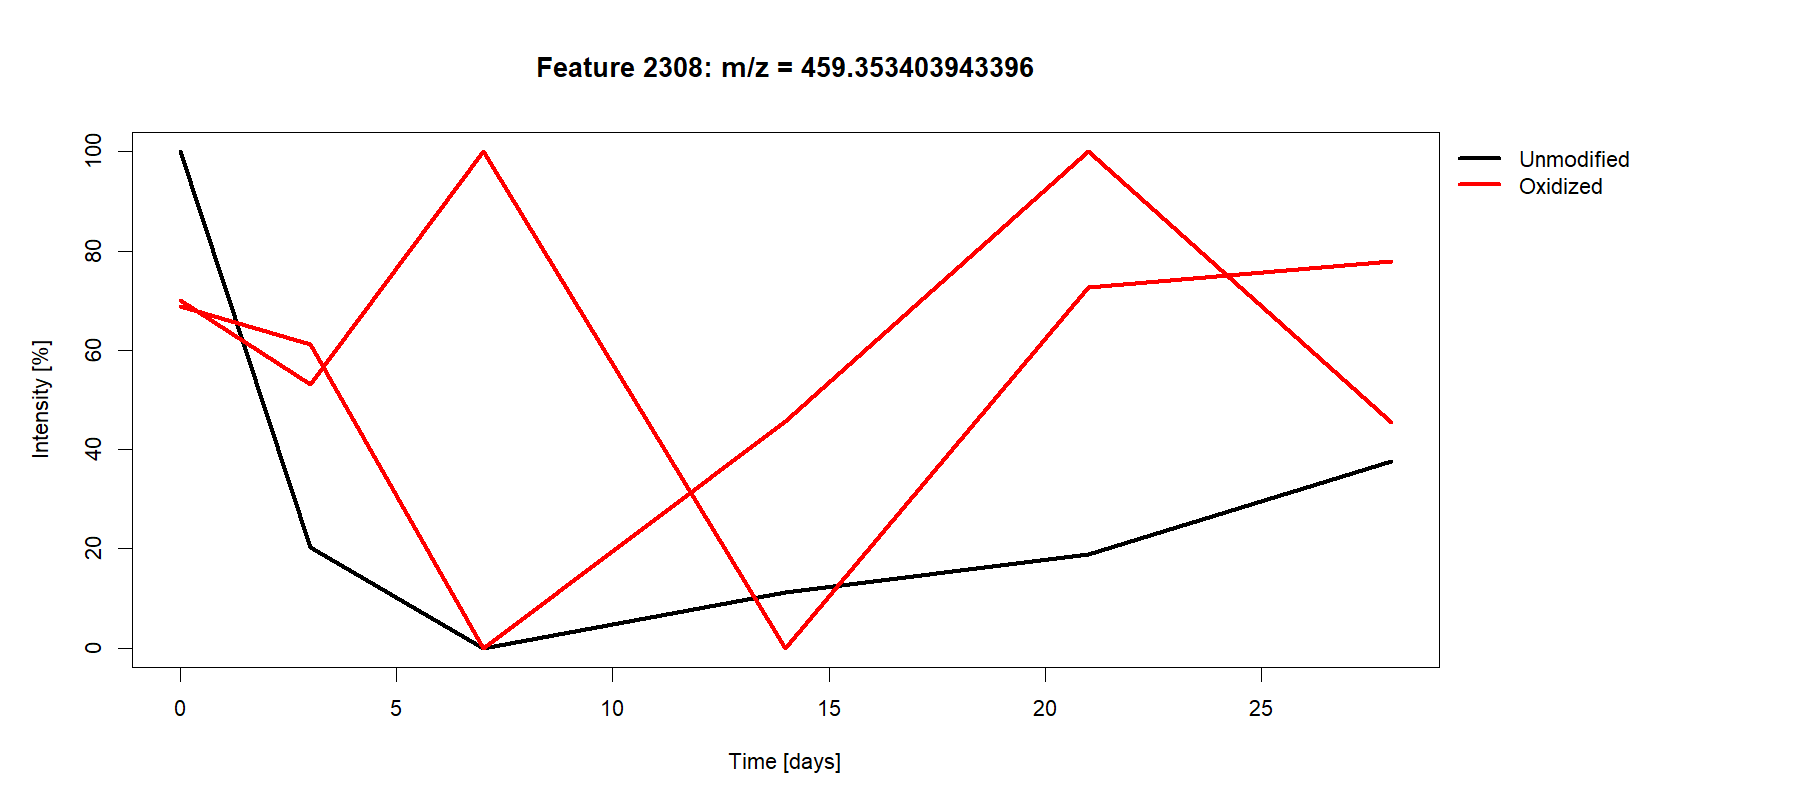 Feature 2308: m/z = 459.353403943396
Unmodified
Oxidized
Intensity [%]
100
80
60
40
20
0
0 5 10 15 20 25
Time [days]